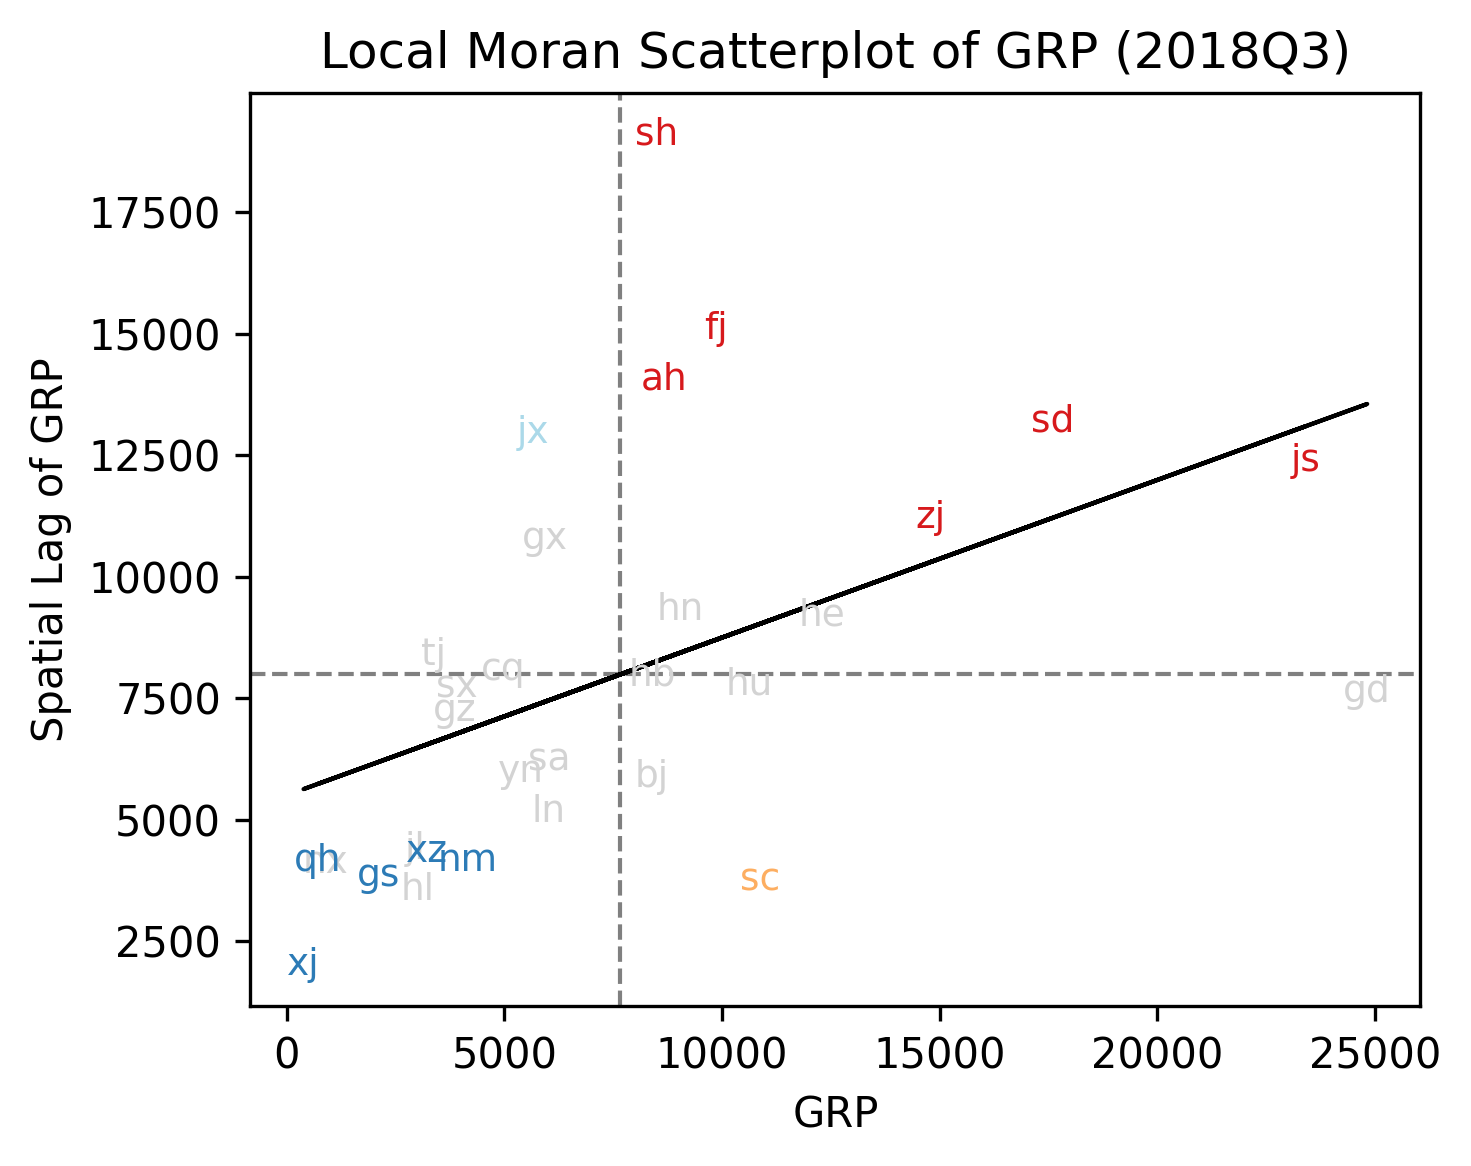 Local Moran Scatterplot of GRP (2018Q3)
Spatial Lag of GRP
17500
15000
12500
10000
7500
5000
2500
sh
fj
ah
sd
jx
js
zj
gx
hn
he
tj
cq
hb
hu
gd
sx
gz
sa
yn
bj
ln
jl
xz
nm
qh
nx
gs
hl
sc
xj
0
5000
10000
15000
20000
25000
GRP